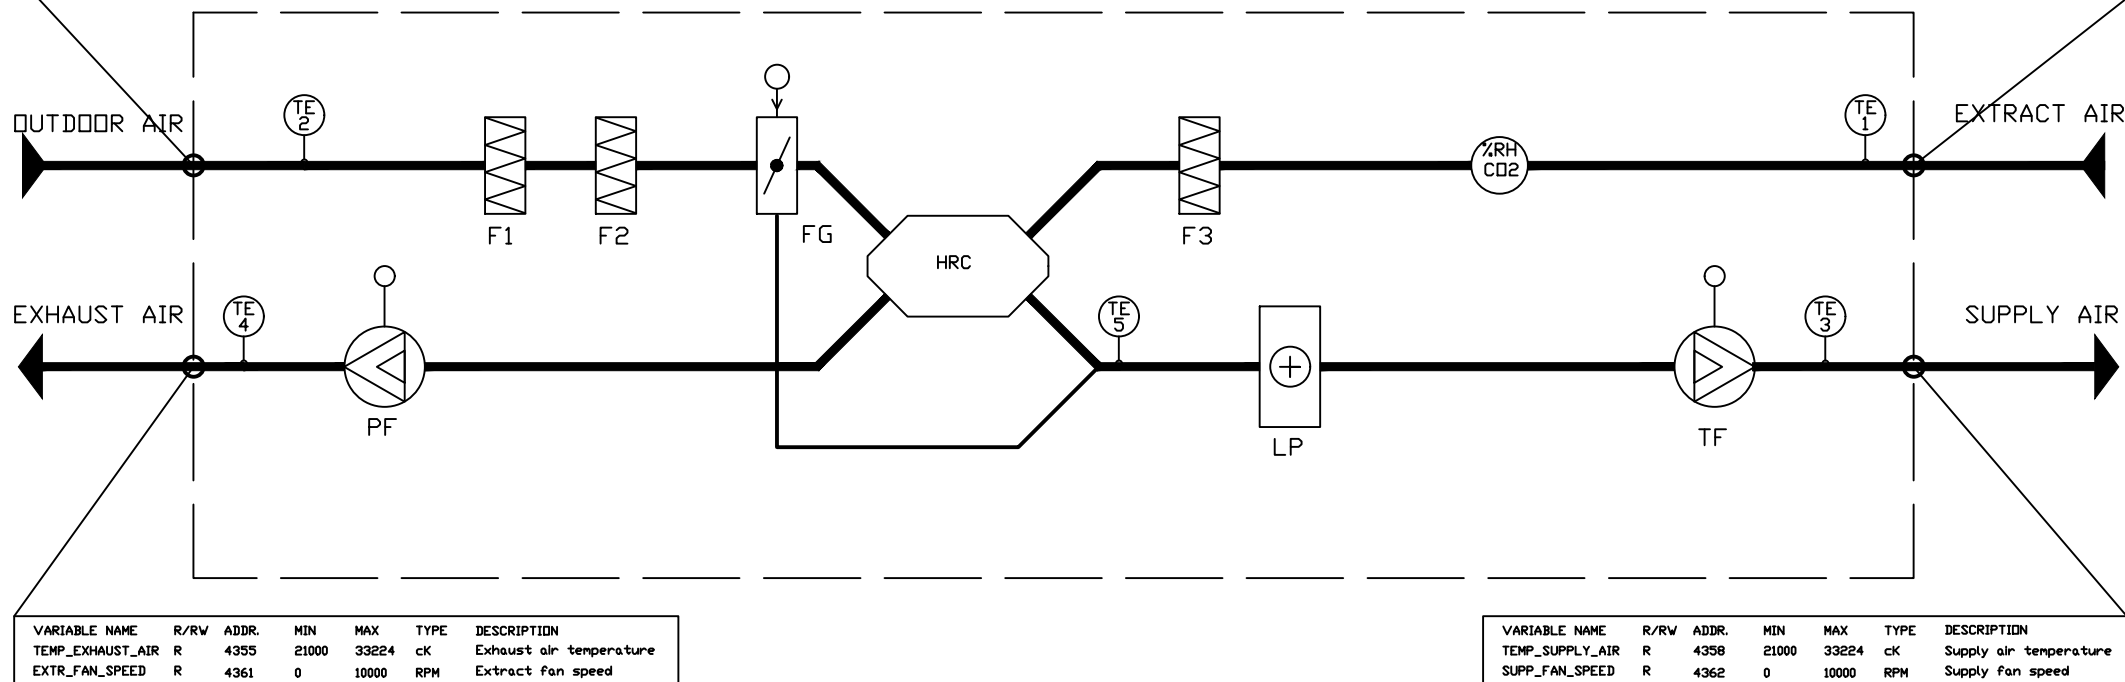 OUTDOOR AIR
TE
2
F1
F2
FG
HRC
F3
%RH
CO2
TE
1
EXTRACT AIR
EXHAUST AIR
TE
4
PF
TE
5
LP
TF
TE
3
SUPPLY AIR
VARIABLE NAME R/RW ADDR. MIN MAX TYPE DESCRIPTION
TEMP_EXHAUST_AIR R 4355 21000 33224 cK Exhaust air temperature
EXTR_FAN_SPEED R 4361 0 10000 RPM Extract fan speed
VARIABLE NAME R/RW ADDR. MIN MAX TYPE DESCRIPTION
TEMP_SUPPLY_AIR R 4358 21000 33224 cK Supply air temperature
SUPP_FAN_SPEED R 4362 0 10000 RPM Supply fan speed